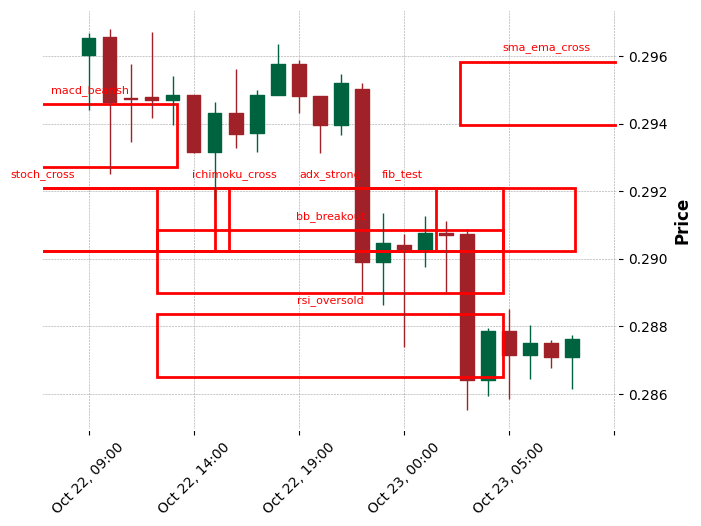 sma_ema_cross
0.296
macd_bearish
0.294
stoch_cross
ichimoku_cross
adx_strong
fib_test
0.292
bb_breakout
0.290
Price
rsi_oversold
0.288
0.286
Oct 22, 09:00
Oct 22, 14:00
Oct 22, 19:00
Oct 23, 00:00
Oct 23, 05:00